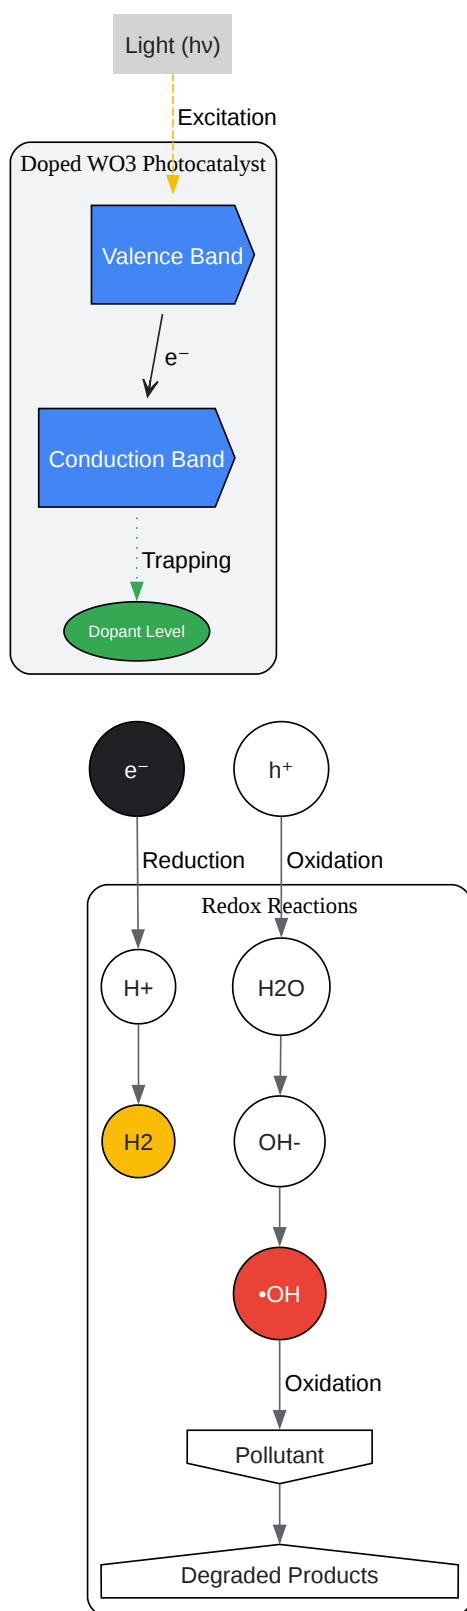 Light (hν)
Excitation
Doped WO3 Photocatalyst
Valence Band
e⁻
Conduction Band
Trapping
Dopant Level
e⁻
h⁺
Reduction
Oxidation
Redox Reactions
H+
H2O
H2
OH-
•OH
Oxidation
Pollutant
Degraded Products